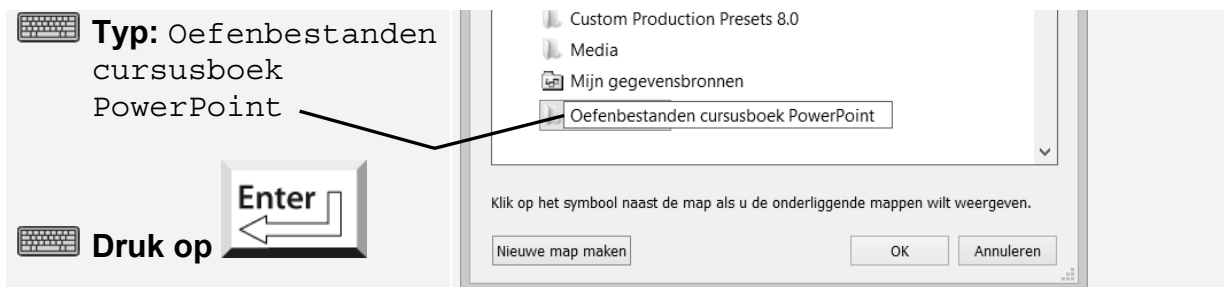 Typ: Oefenbestanden
cursusboek
PowerPoint
Enter
Druk op
Custom Production Presets 8.0
Media
Mijn gegevensbronnen
Oefenbestanden cursusboek PowerPoint
Klik op het symbool naast de map als u de onderliggende mappen wilt weergeven.
Nieuwe map maken
OK
Annuleren